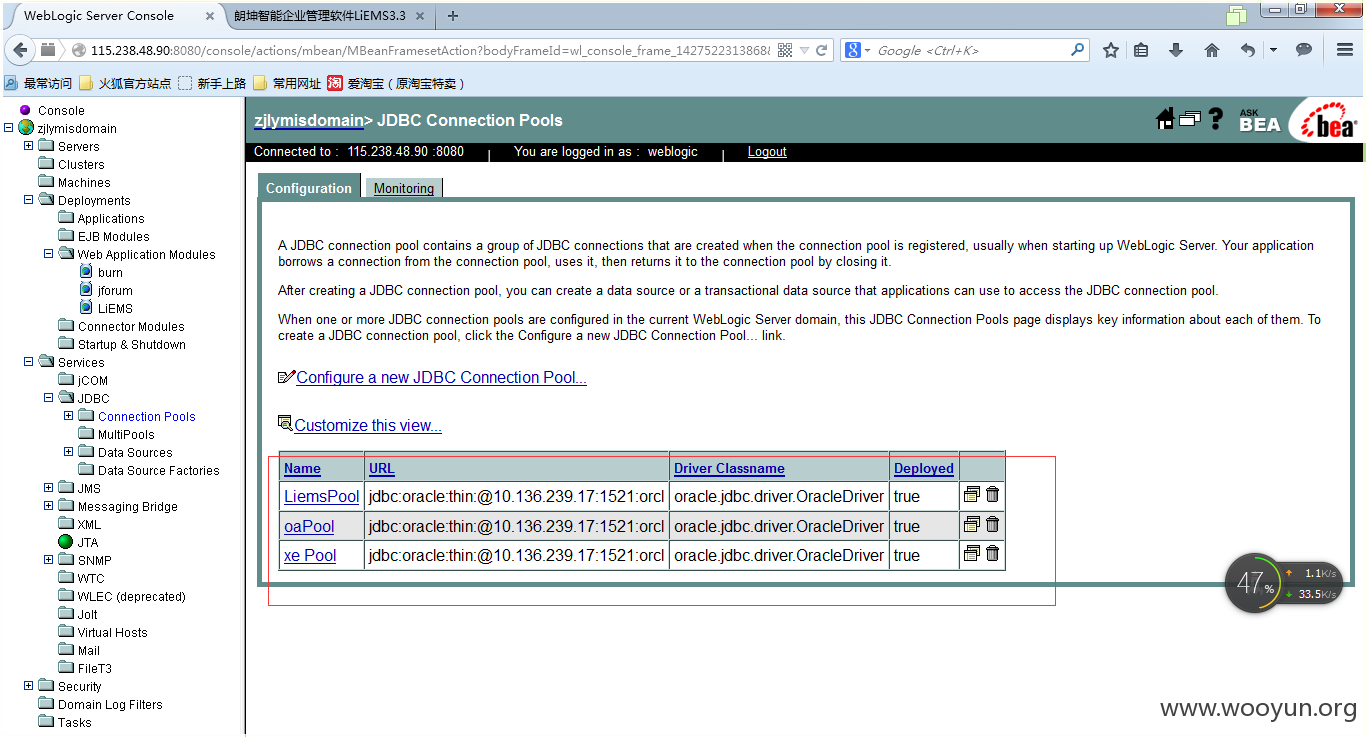 WebLogic Server Console
朗坤智能企业管理软件LiEMS3.3
115.238.48.90:8080/console/actions/mbean/MBeanFramesetAction?bodyFrameId=wl_console_frame_1427522313868&
Google <Ctrl+K>
最常访问 火狐官方站点 新手上路 常用网址 爱淘宝（原淘宝特卖）
Console
zjlymisdomain
Servers
Clusters
Machines
Deployments
Applications
EJB Modules
Web Application Modules
burn
jforum
LiEMS
Connector Modules
Startup & Shutdown
Services
jCOM
JDBC
Connection Pools
MultiPools
Data Sources
Data Source Factories
JMS
Messaging Bridge
XML
JTA
SNMP
WTC
WLEC (deprecated)
Jolt
Virtual Hosts
Mail
FileT3
Security
Domain Log Filters
Tasks
zjlymisdomain> JDBC Connection Pools
ASK
BEA
bea
Connected to : 115.238.48.90 :8080 | You are logged in as : weblogic | Logout
Configuration Monitoring
A JDBC connection pool contains a group of JDBC connections that are created when the connection pool is registered, usually when starting up WebLogic Server. Your application
borrows a connection from the connection pool, uses it, then returns it to the connection pool by closing it.
After creating a JDBC connection pool, you can create a data source or a transactional data source that applications can use to access the JDBC connection pool.
When one or more JDBC connection pools are configured in the current WebLogic Server domain, this JDBC Connection Pools page displays key information about each of them. To
create a JDBC connection pool, click the Configure a new JDBC Connection Pool... link.
Configure a new JDBC Connection Pool...
Customize this view...
Name URL Driver Classname Deployed
LiemsPool jdbc:oracle:thin:@10.136.239.17:1521:orcl oracle.jdbc.driver.OracleDriver true
oaPool jdbc:oracle:thin:@10.136.239.17:1521:orcl oracle.jdbc.driver.OracleDriver true
xe Pool jdbc:oracle:thin:@10.136.239.17:1521:orcl oracle.jdbc.driver.OracleDriver true
47% 1.1K/s
33.5K/s
www.wooyun.org